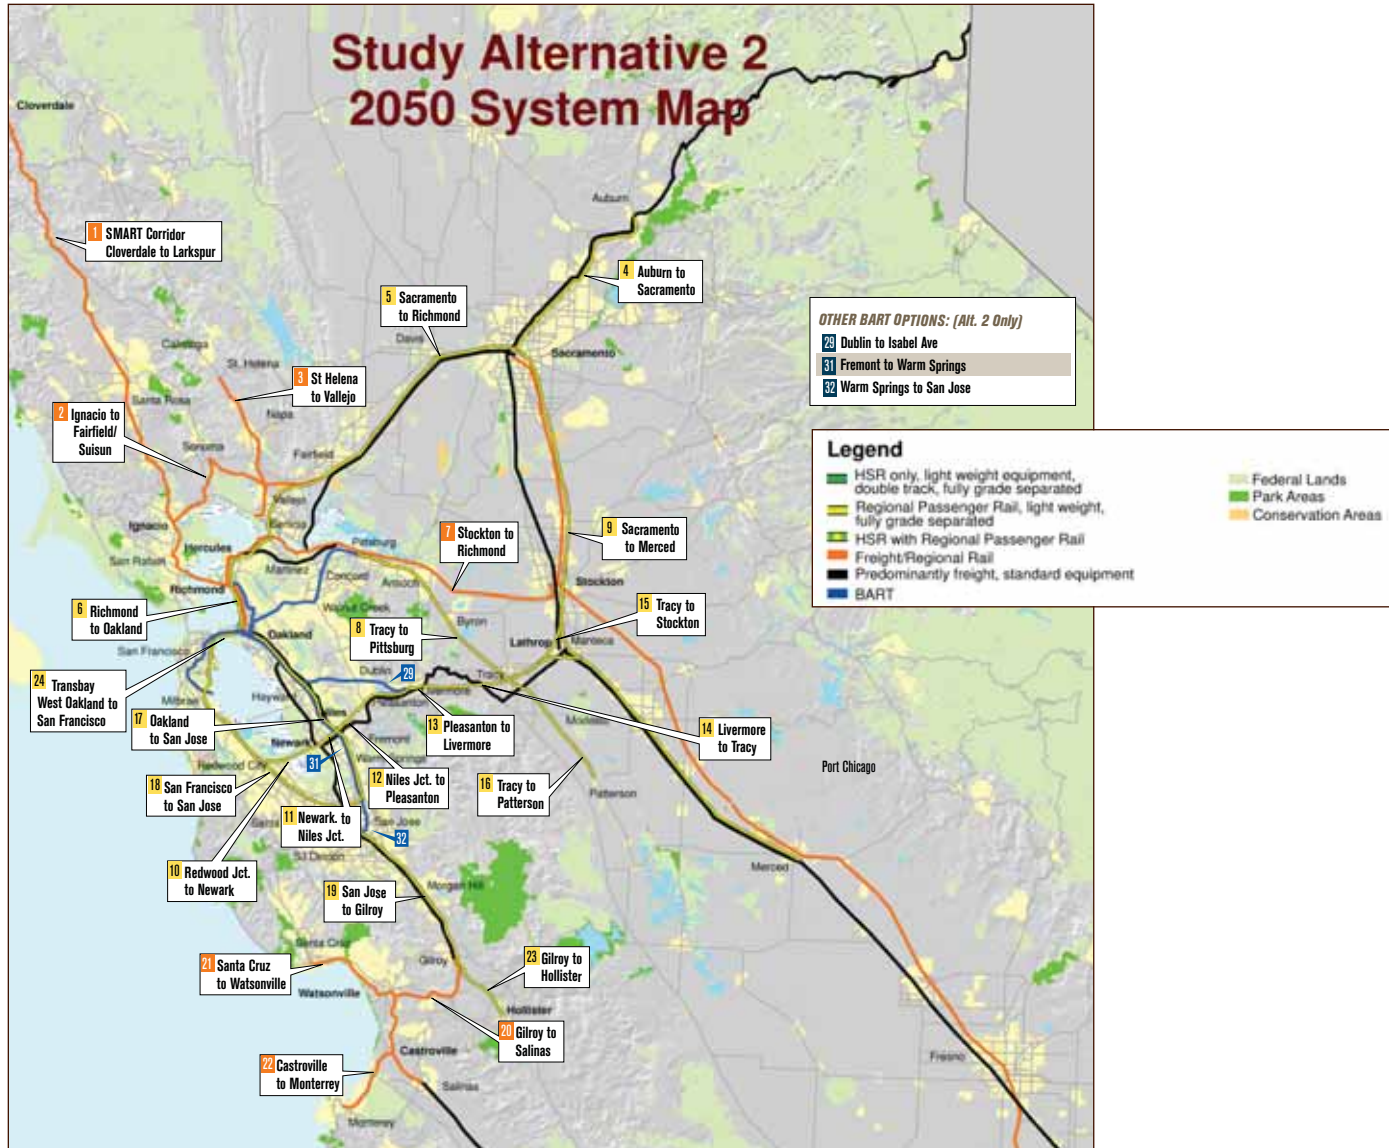 Study Alternative 2
2050 System Map
Cloverdale
Auburn
1 SMART Corridor
Cloverdale to Larkspur
4 Auburn to
Sacramento
5 Sacramento
to Richmond
Davis
Sacramento
OTHER BART OPTIONS: (Alt. 2 Only)
29 Dublin to Isabel Ave
31 Fremont to Warm Springs
32 Warm Springs to San Jose
Calistoga
St. Helena
3 St Helena
to Vallejo
Santa Rosa
Napa
2 Ignacio to
Fairfield/
Suisun
Sonoma
Fairfield
Legend
HSR only, light weight equipment,
double track, fully grade separated
Regional Passenger Rail, light weight,
fully grade separated
HSR with Regional Passenger Rail
Freight/Regional Rail
Predominantly freight, standard equipment
BART
Federal Lands
Park Areas
Conservation Areas
Vallejo
Benicia
Ignacio
Hercules
Pittsburg
7 Stockton to
Richmond
9 Sacramento
to Merced
San Rafael
Martinez
Concord
Antioch
Richmond
Stockton
6 Richmond
to Oakland
Walnut Creek
Byron
15 Tracy to
Stockton
Oakland
8 Tracy to
Pittsburg
Lathrop
Manteca
San Francisco
24 Transbay
West Oakland to
San Francisco
Dublin
29
Tracy
Livermore
Millbrae
Hayward
Pleasanton
17 Oakland
to San Jose
Niles
13 Pleasanton to
Livermore
Modesto
14 Livermore
to Tracy
Newark
Fremont
Warm Springs
31
Redwood City
Port Chicago
18 San Francisco
to San Jose
12 Niles Jct. to
Pleasanton
16 Tracy to
Patterson
Patterson
11 Newark. to
Niles Jct.
San Jose
32
10 Redwood Jct.
to Newark
SJ Diridon
Merced
19 San Jose
to Gilroy
Morgan Hill
Santa Cruz
21 Santa Cruz
to Watsonville
Gilroy
23 Gilroy to
Hollister
Watsonville
Hollister
20 Gilroy to
Salinas
Castroville
22 Castroville
to Monterrey
Fresno
Salinas
Monterey